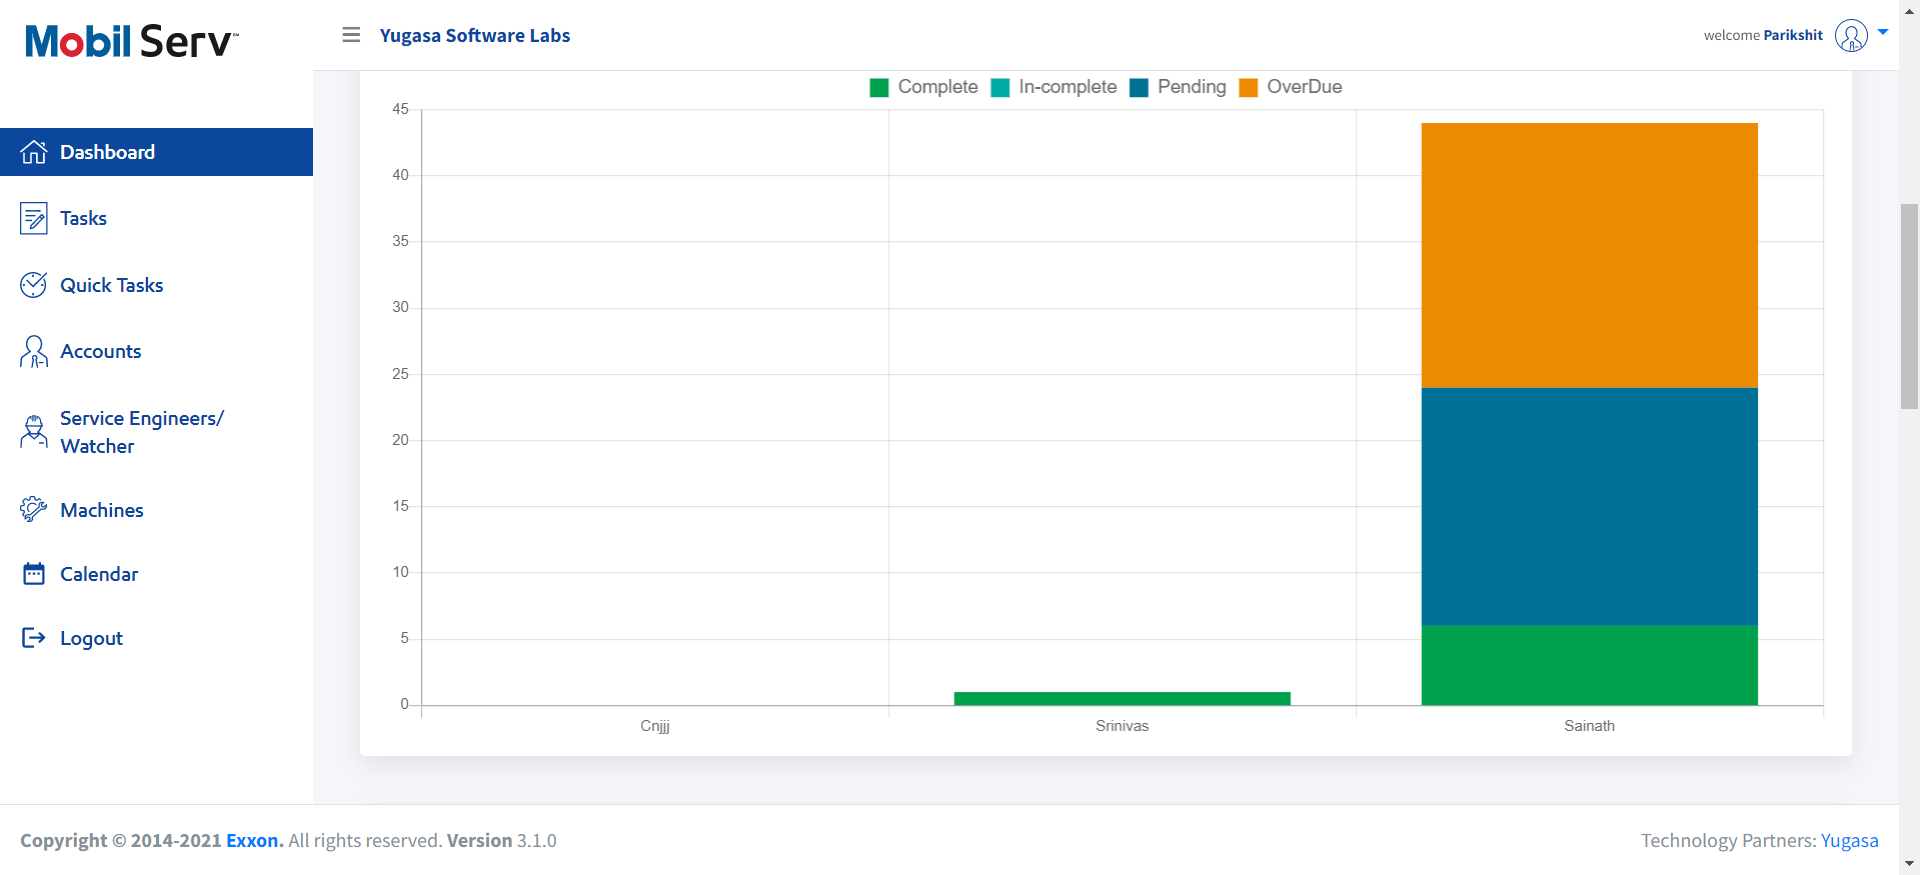 Mobil Serv™
Yugasa Software Labs
welcome Parikshit
Dashboard
Tasks
Quick Tasks
Accounts
Service Engineers/
Watcher
Machines
Calendar
Logout
Complete In-complete Pending OverDue
45
40
35
30
25
20
15
10
5
0
Cnjjj Srinivas Sainath
Copyright © 2014-2021 Exxon. All rights reserved. Version 3.1.0
Technology Partners: Yugasa